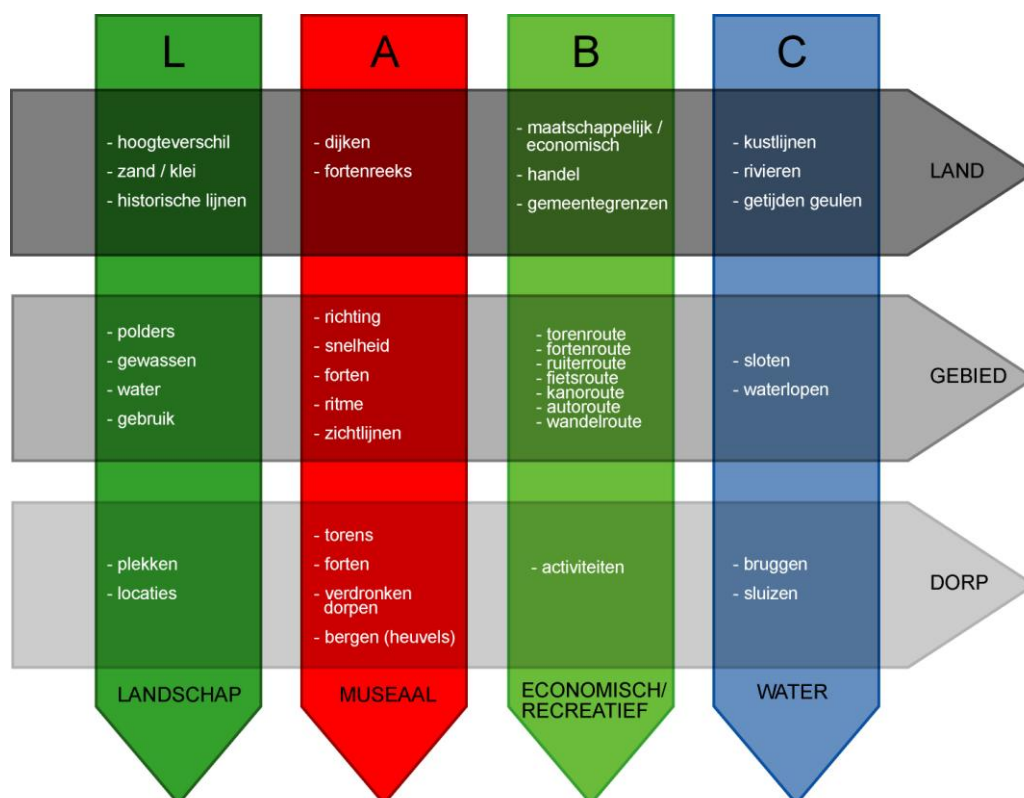 L
A
B
C
- hoogteverschil
- zand / klei
- historische lijnen
- dijken
- fortenreeks
- maatschappelijk /
economisch
- handel
- gemeentegrenzen
- kustlijnen
- rivieren
- getijden geulen
LAND
- polders
- gewassen
- water
- gebruik
- richting
- snelheid
- forten
- ritme
- zichtlijnen
- torenroute
- fortenroute
- ruiterroute
- fietsroute
- kanoroute
- autoroute
- wandelroute
- sloten
- waterlopen
GEBIED
- plekken
- locaties
- torens
- forten
- verdronken
dorpen
- bergen (heuvels)
- activiteiten
- bruggen
- sluizen
DORP
LANDSCHAP
MUSEAAL
ECONOMISCH/
RECREATIEF
WATER